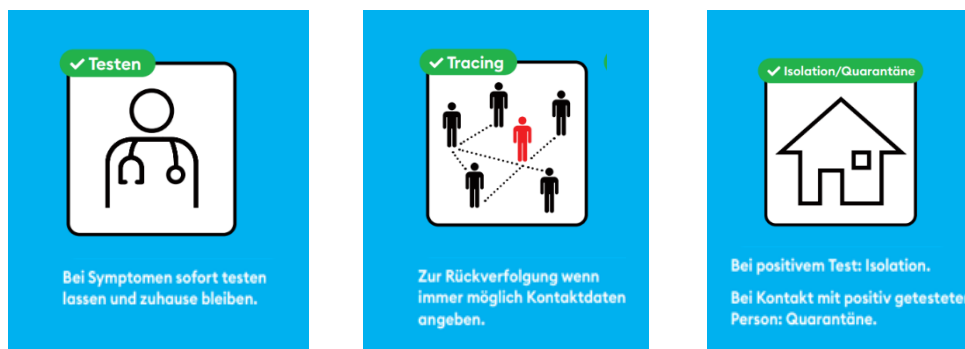 Testen
Bei Symptomen sofort testen
lassen und zuhause bleiben.
Tracing
Zur Rückverfolgung wenn
immer möglich Kontaktdaten
angeben.
Isolation/Quarantäne
Bei positivem Test: Isolation.
Bei Kontakt mit positiv getesteter
Person: Quarantäne.